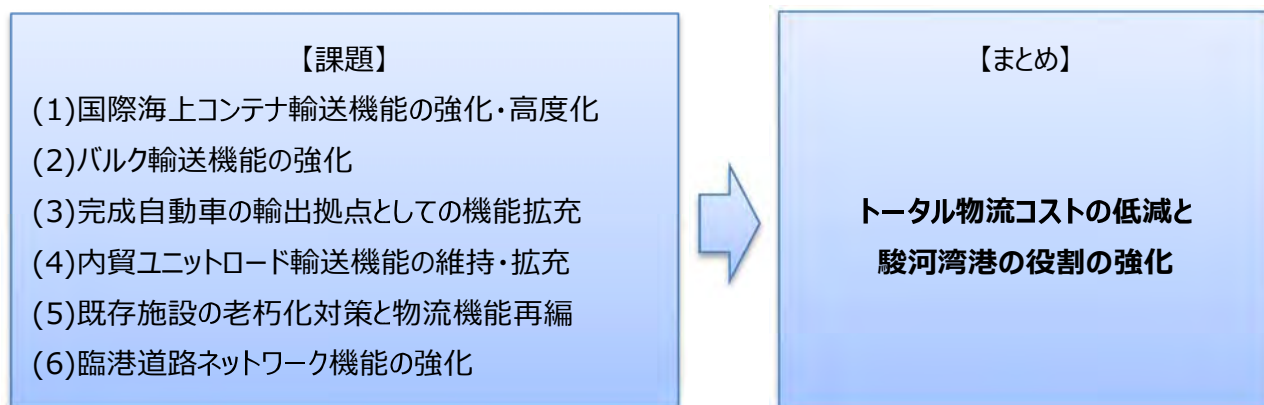 【課題】
(1)国際海上コンテナ輸送機能の強化・高度化
(2)バルク輸送機能の強化
(3)完成自動車の輸出拠点としての機能拡充
(4)内貿ユニットロード輸送機能の維持・拡充
(5)既存施設の老朽化対策と物流機能再編
(6)臨港道路ネットワーク機能の強化
【まとめ】
トータル物流コストの低減と
駿河湾港の役割の強化